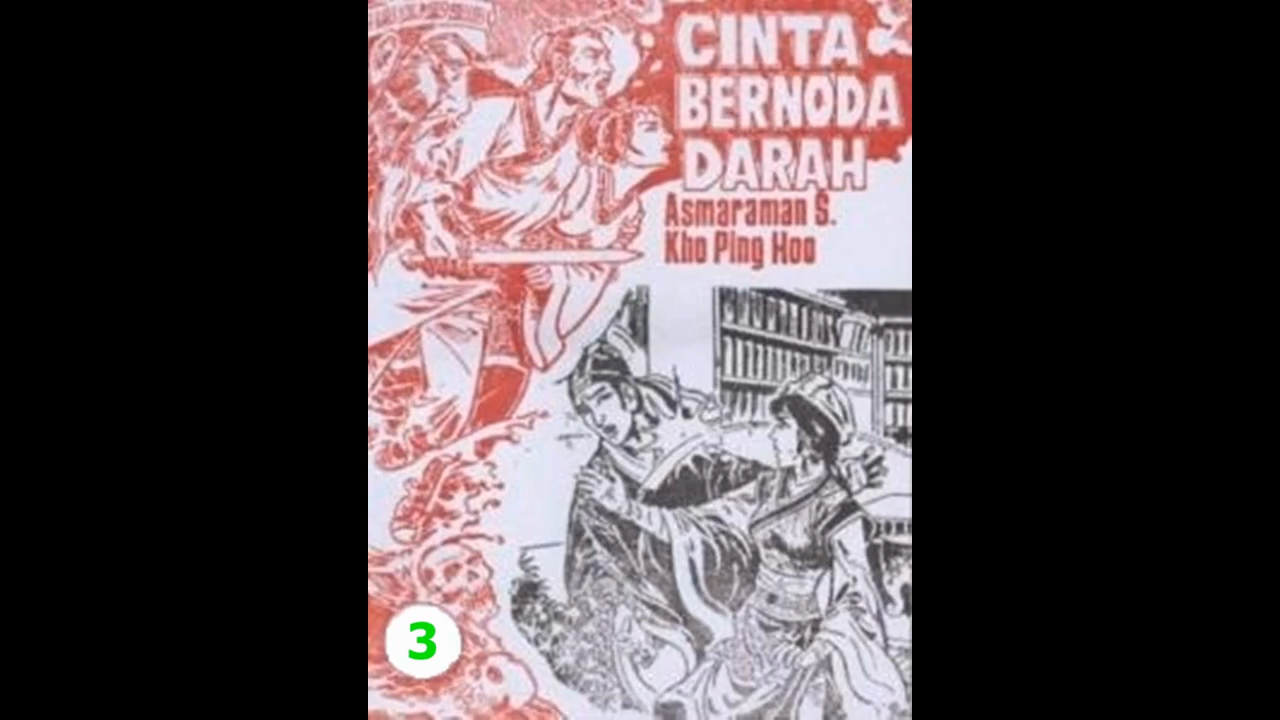 CINTA
BERNODA
DARAH
Asmaraman S.
Kho Ping Hoo
3